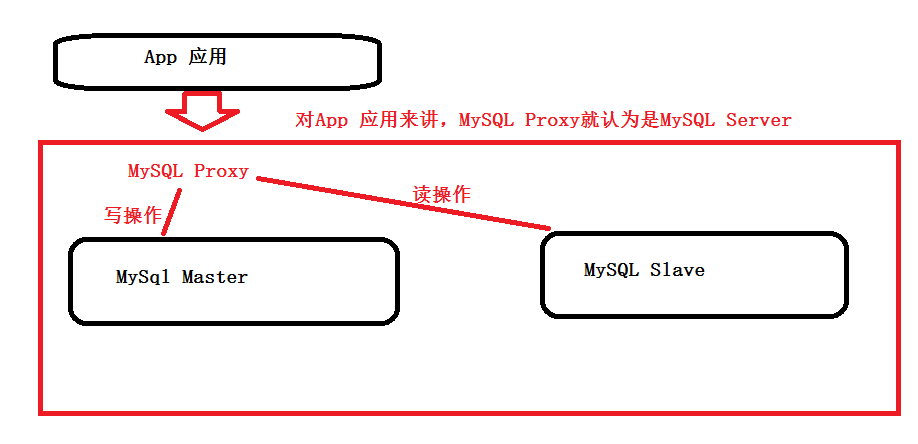 App 应用
对App 应用来讲，MySQL Proxy就认为是MySQL Server
MySQL Proxy
读操作
写操作
MySql Master
MySQL Slave